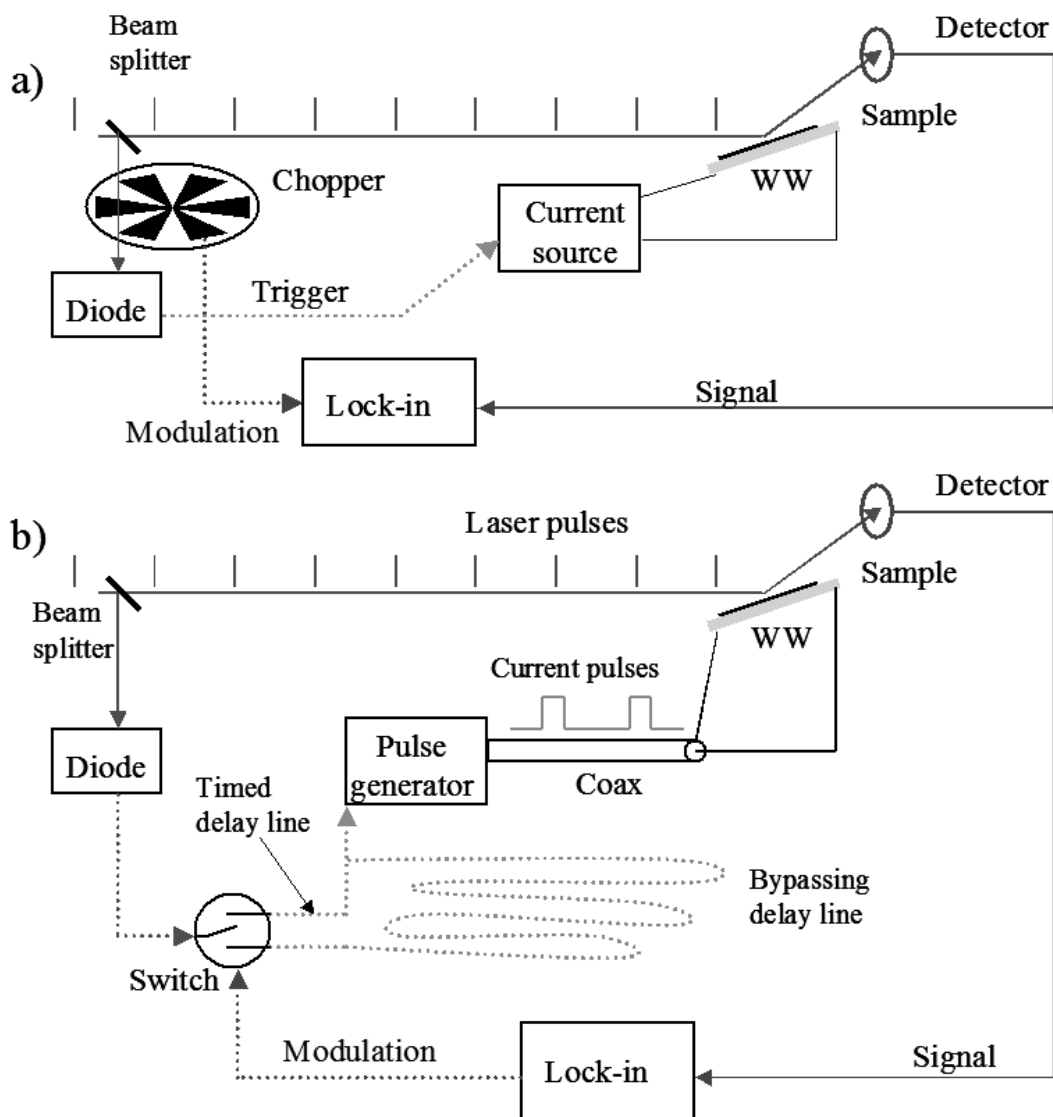 Beam
splitter
Detector
a)
Sample
Chopper
WW
Current
source
Diode
Trigger
Lock-in
Signal
Modulation
Detector
b)
Laser pulses
Sample
Beam
splitter
WW
Current pulses
Diode
Pulse
generator
Coax
Timed
delay line
Bypassing
delay line
Switch
Modulation
Lock-in
Signal